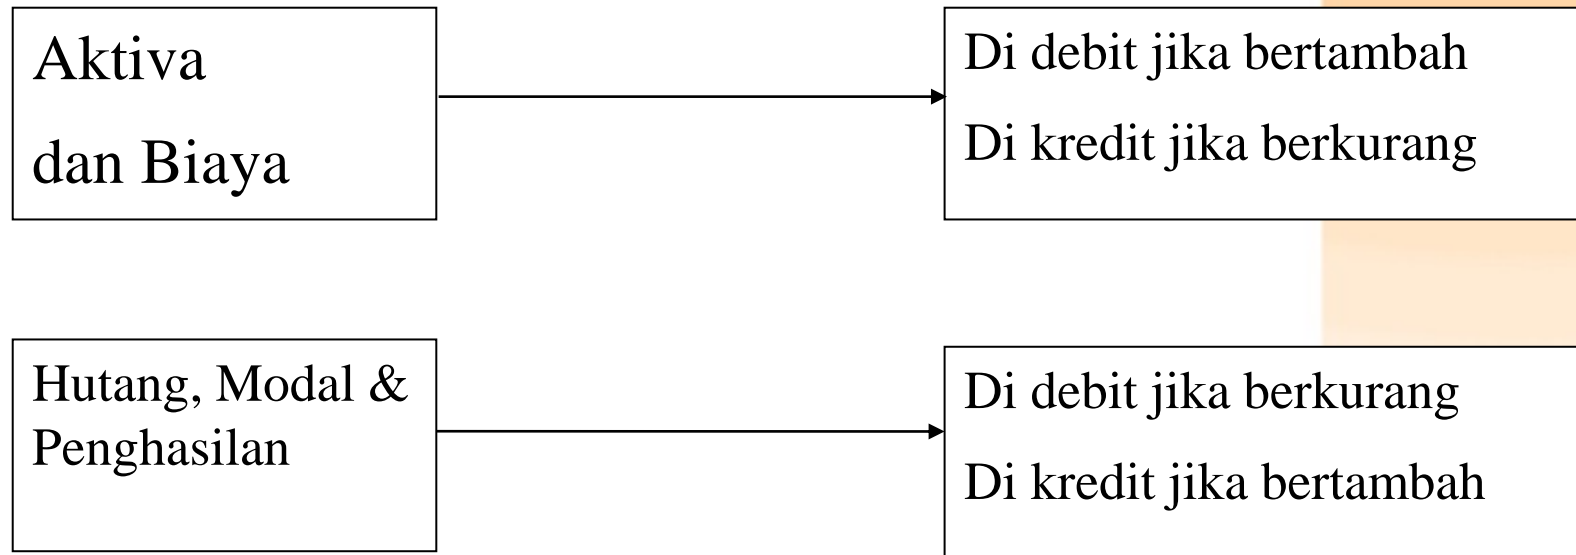 Aktiva
dan Biaya
Di debit jika bertambah
Di kredit jika berkurang
Hutang, Modal &
Penghasilan
Di debit jika berkurang
Di kredit jika bertambah